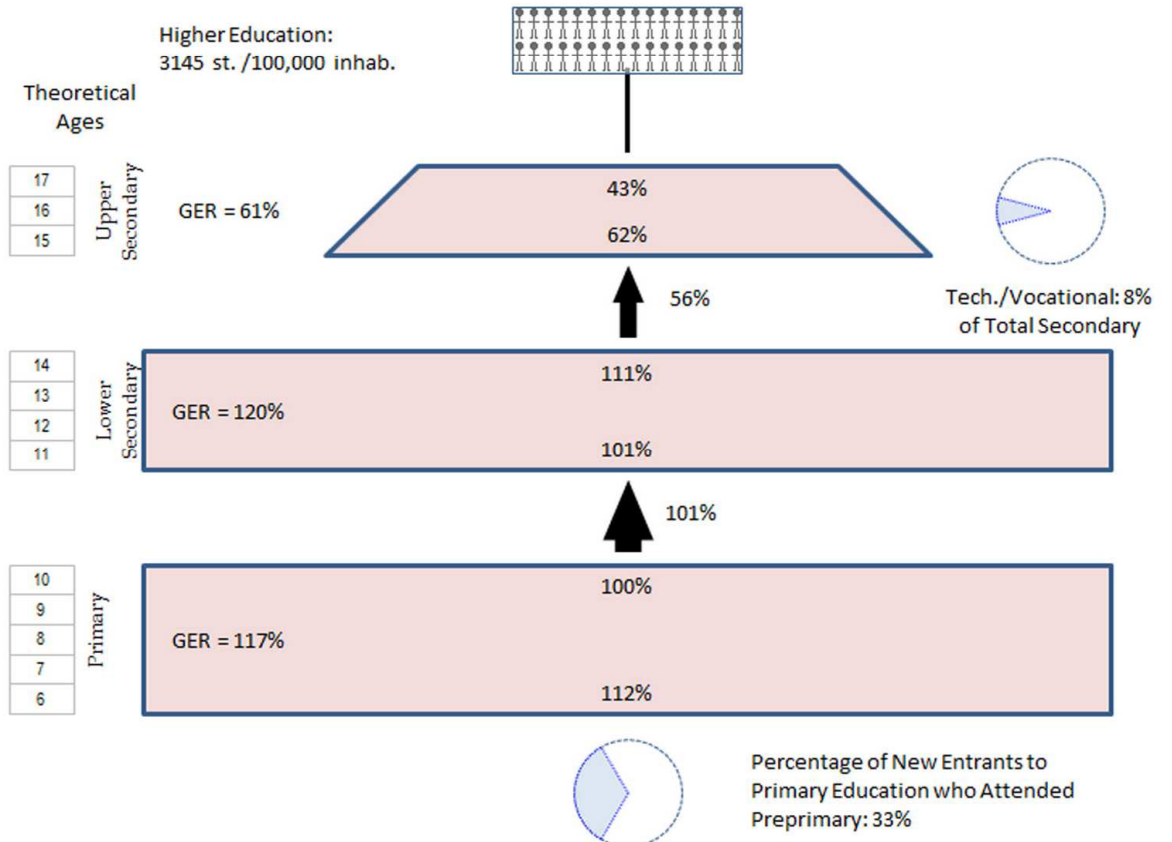 Higher Education:
3145 st. /100,000 inhab.
Theoretical
Ages
17
16
15
Upper
Secondary
GER = 61%
43%
62%
56%
Tech./Vocational: 8%
of Total Secondary
14
13
12
11
Lower
Secondary
GER = 120%
111%
101%
101%
10
9
8
7
6
Primary
GER = 117%
100%
112%
Percentage of New Entrants to
Primary Education who Attended
Preprimary: 33%